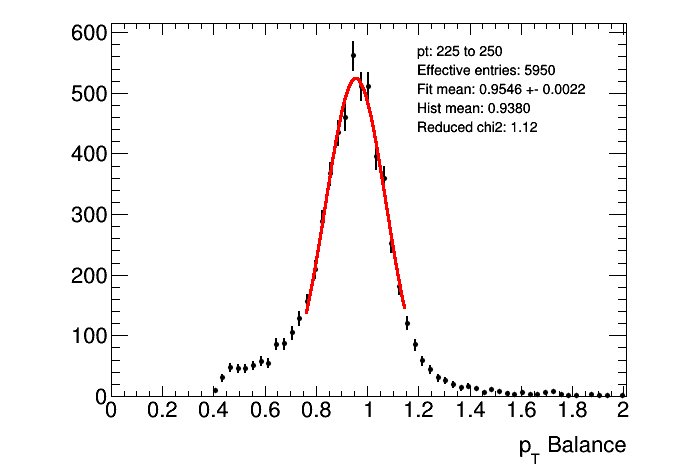 600
500
400
300
200
100
0
pt: 225 to 250
Effective entries: 5950
Fit mean: 0.9546 +- 0.0022
Hist mean: 0.9380
Reduced chi2: 1.12
0 0.2 0.4 0.6 0.8 1 1.2 1.4 1.6 1.8 2
p_T Balance